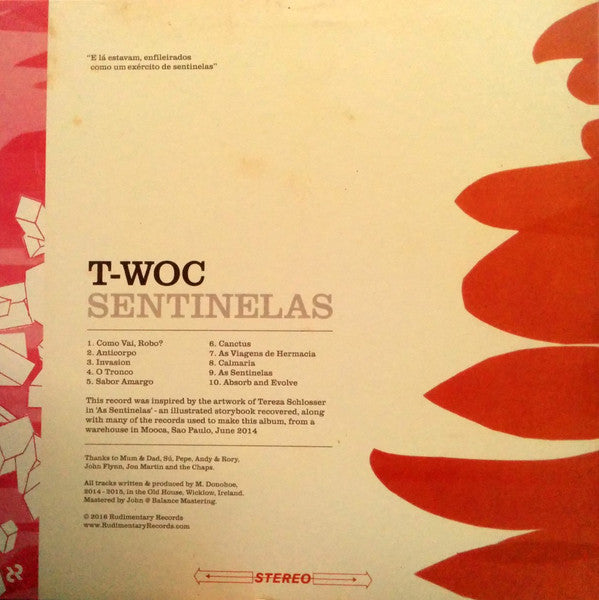 “E lá estavam, enfileirados
como um exército de sentinelas”
T-WOC
SENTINELAS
1. Como Vai, Robo?
2. Anticorpo
3. Invasion
4. O Tronco
5. Sabor Amargo
6. Canctus
7. As Viagens de Hermacia
8. Calmaria
9. As Sentinelas
10. Absorb and Evolve
This record was inspired by the artwork of Tereza Schlosser
in 'As Sentinelas' - an illustrated storybook recovered, along
with many of the records used to make this album, from a
warehouse in Mooca, Sao Paulo, June 2014
Thanks to Mum & Dad, Sú, Pepe, Andy & Rory,
John Flynn, Jon Martin and the Chaps.
All tracks written & produced by M. Donohoe,
2014 - 2015, in the Old House, Wicklow, Ireland.
Mastered by John @ Balance Mastering.
© 2016 Rudimentary Records
www.RudimentaryRecords.com
STEREO